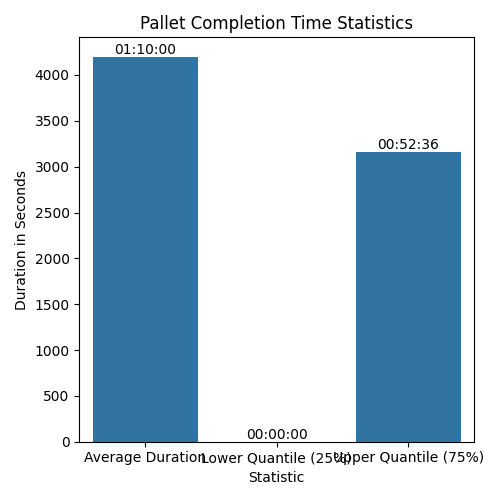 Pallet Completion Time Statistics
01:10:00
00:52:36
00:00:00
4000
3500
3000
2500
2000
1500
1000
500
0
Duration in Seconds
Average Duration
Lower Quantile (25%)
Upper Quantile (75%)
Statistic